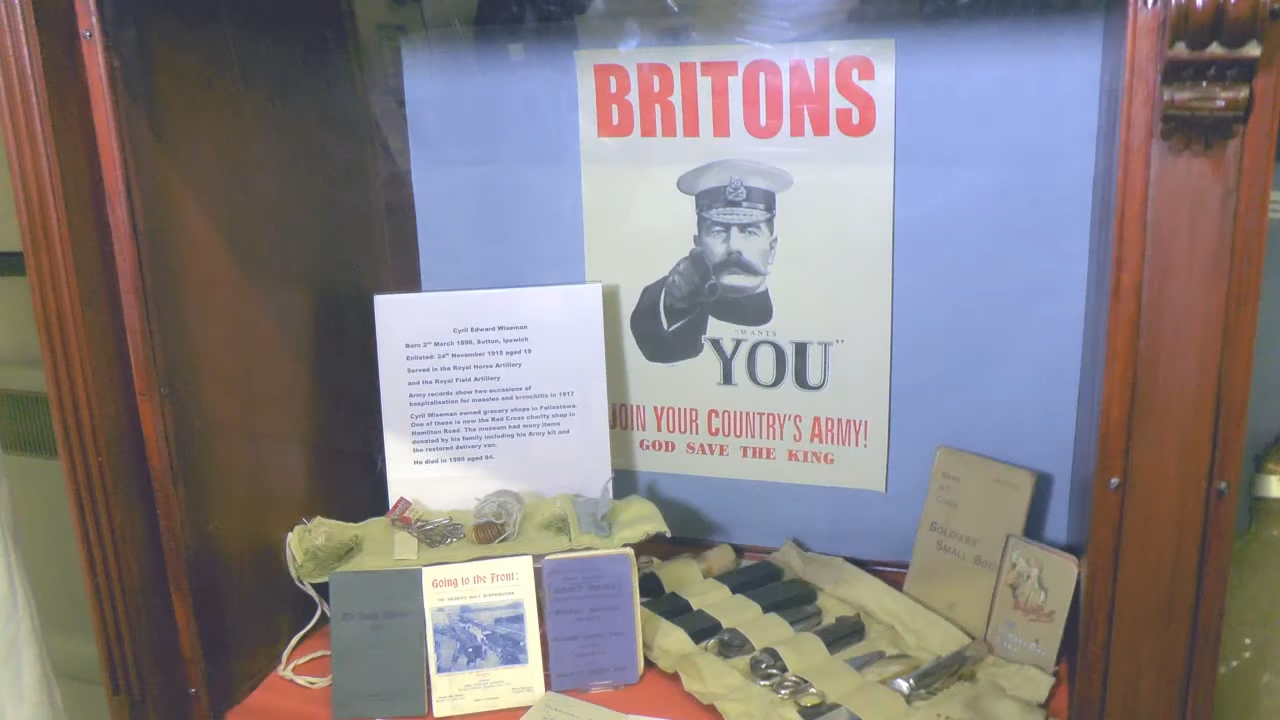 BRITONS
"WANTS
YOU"
JOIN YOUR COUNTRY'S ARMY!
GOD SAVE THE KING
Cyril Edward Wiseman
Born 2nd March 1896, Sutton, Ipswich
Enlisted: 24th November 1915 aged 19
Served in the Royal Horse Artillery
and the Royal Field Artillery
Army records show two occasions of
hospitalisation for measles and bronchitis in 1917
Cyril Wiseman owned grocery shops in Felixstowe.
One of these is now the Red Cross charity shop in
Hamilton Road. The museum had many items
donated by his family including his Army kit and
the restored delivery van.
He died in 1990 aged 94.
Going to the Front:
SOLDIERS'
SMALL BOOK